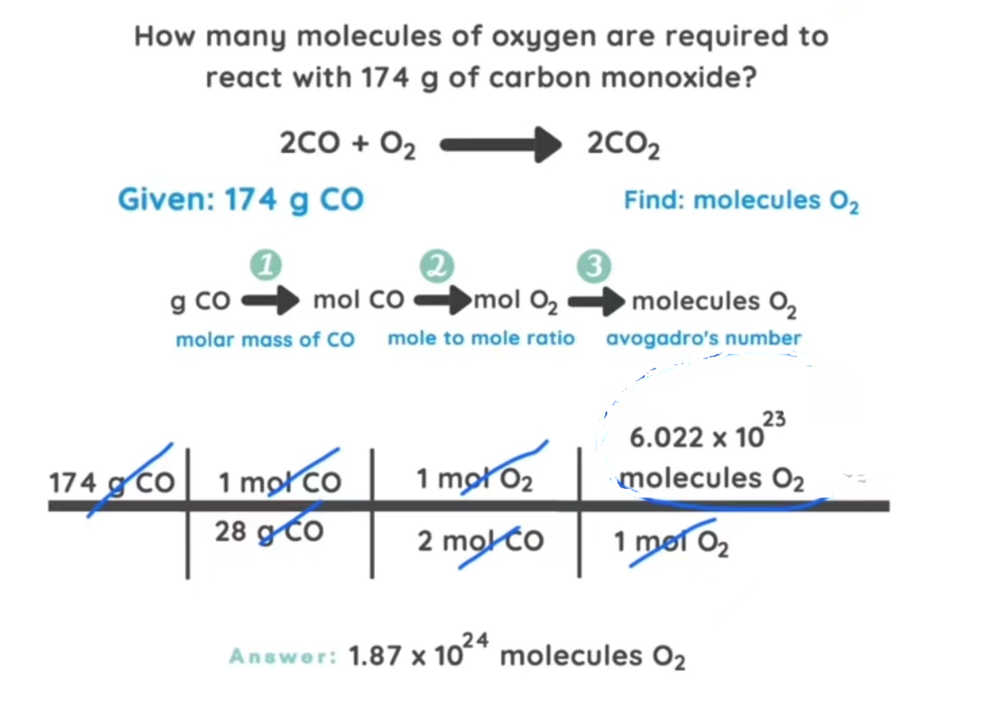 How many molecules of oxygen are required to
react with 174 g of carbon monoxide?
2CO + O₂ → 2CO₂
Given: 174 g CO Find: molecules O₂
1 2 3
g CO → mol CO → mol O₂ → molecules O₂
molar mass of CO mole to mole ratio avogadro's number
6.022 x 10²³
174 g CO 1 mol CO 1 mol O₂ molecules O₂
28 g CO 2 mol CO 1 mol O₂
Answer: 1.87 x 10²⁴ molecules O₂